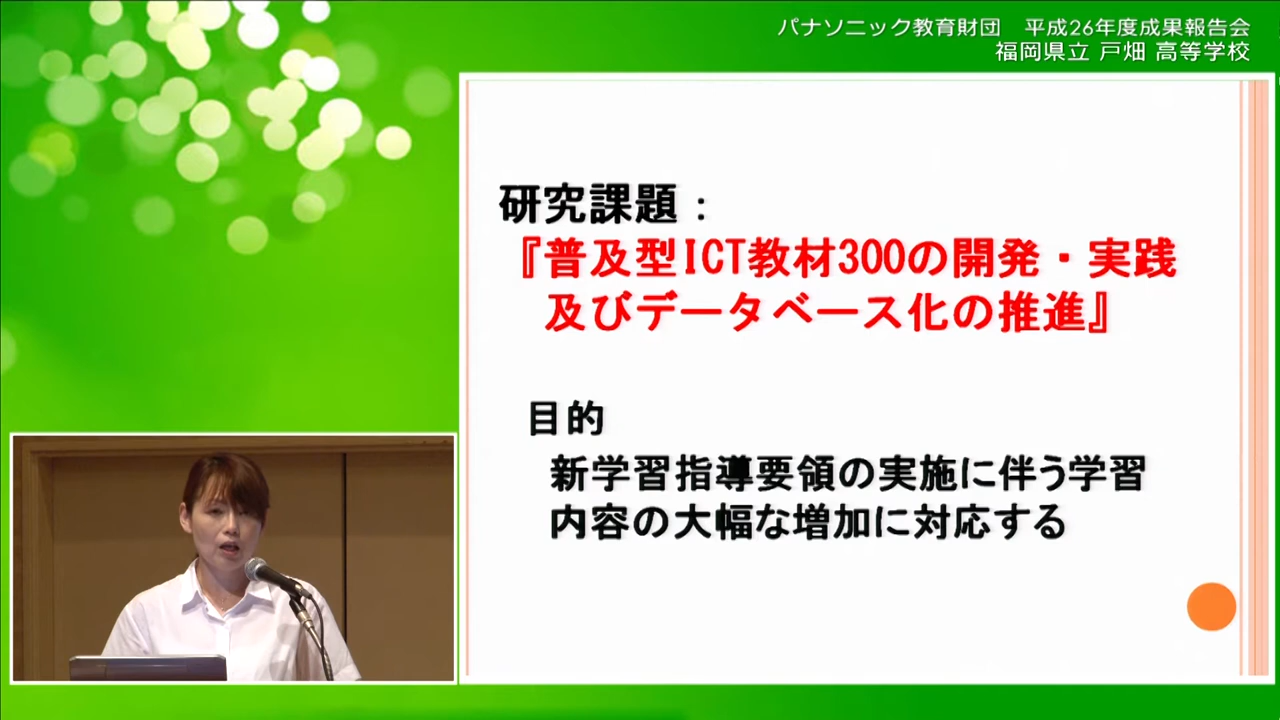 パナソニック教育財団　平成26年度成果報告会
福岡県立 戸畑 高等学校
研究課題：
『普及型ICT教材300の開発・実践
及びデータベース化の推進』
目的
新学習指導要領の実施に伴う学習
内容の大幅な増加に対応する